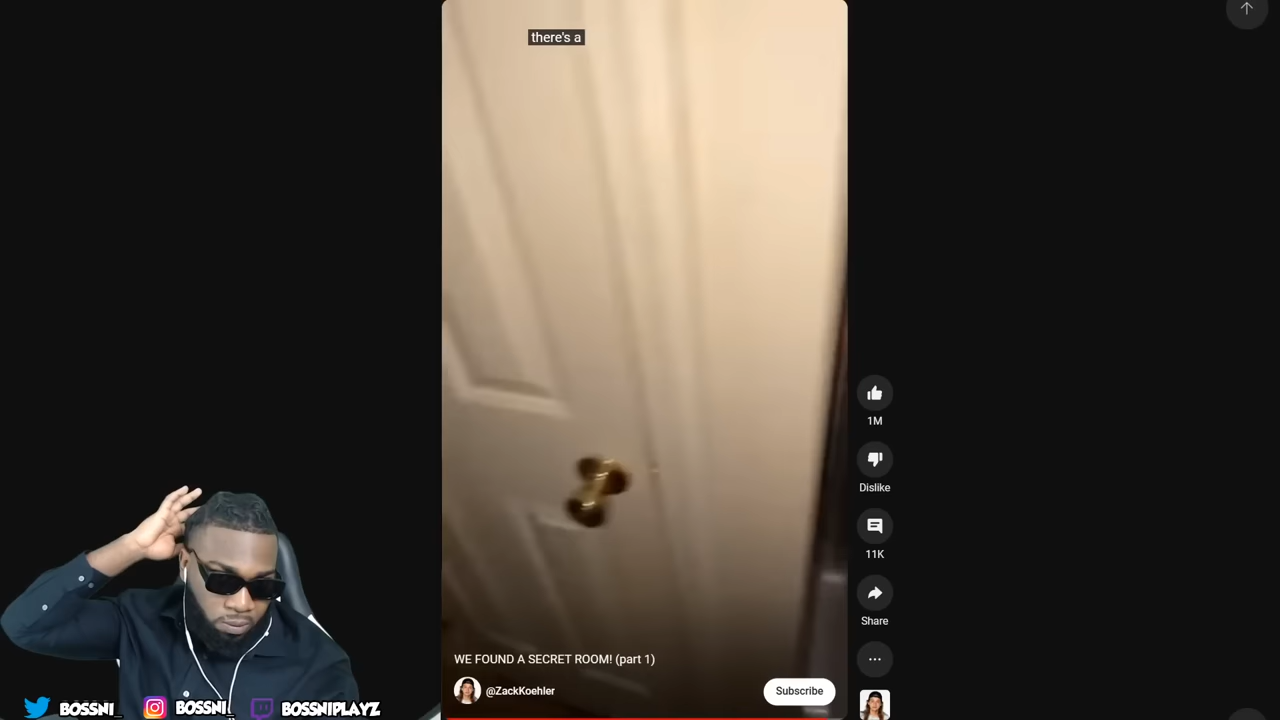 there's a
1M
Dislike
11K
Share
WE FOUND A SECRET ROOM! (part 1)
@ZackKoehler
Subscribe
BOSSNI_
BOSSNI_
BOSSNIPLAYZ